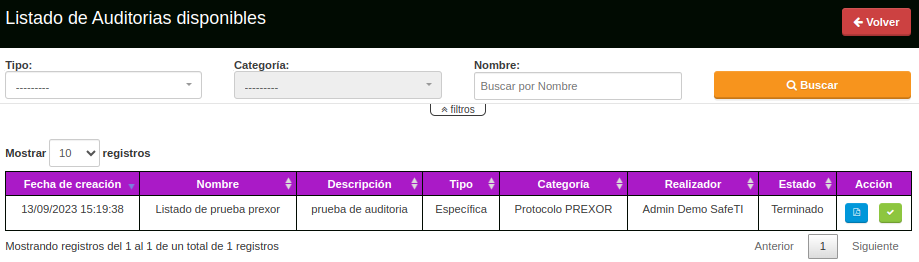 Listado de Auditorias disponibles
Volver
Tipo: Categoría: Nombre:
--------- --------- Buscar por Nombre Buscar
filtros
Mostrar 10 registros
Fecha de creación Nombre Descripción Tipo Categoría Realizador Estado Acción
13/09/2023 15:19:38 Listado de prueba prexor prueba de auditoria Específica Protocolo PREXOR Admin Demo SafeTI Terminado
Mostrando registros del 1 al 1 de un total de 1 registros
Anterior 1 Siguiente